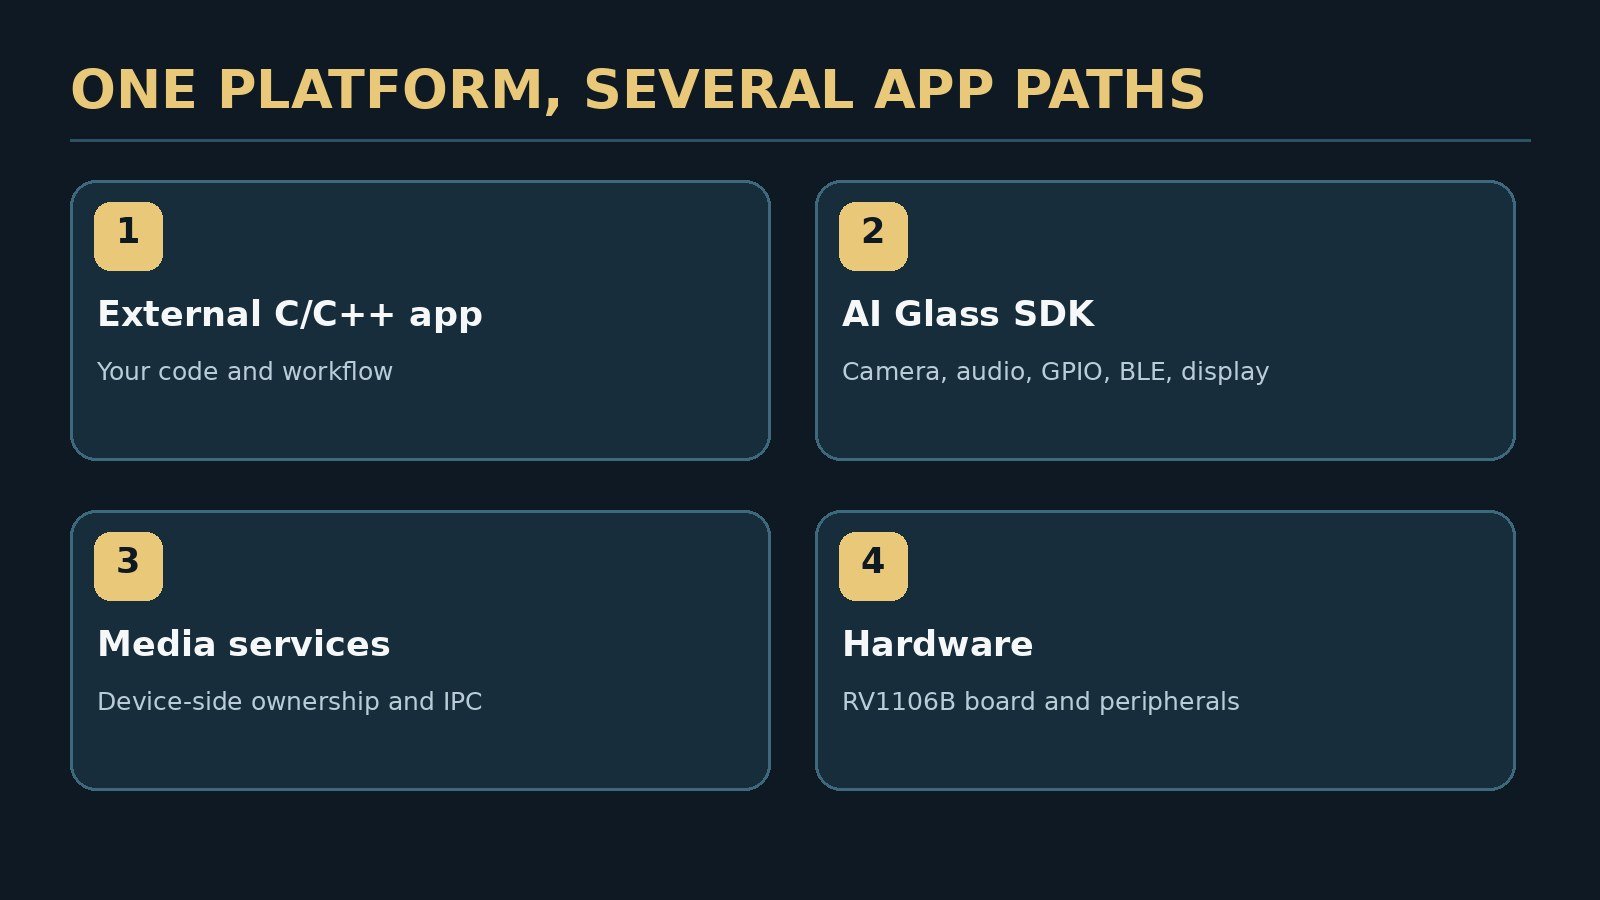 ONE PLATFORM, SEVERAL APP PATHS
1
External C/C++ app
Your code and workflow
2
AI Glass SDK
Camera, audio, GPIO, BLE, display
3
Media services
Device-side ownership and IPC
4
Hardware
RV1106B board and peripherals